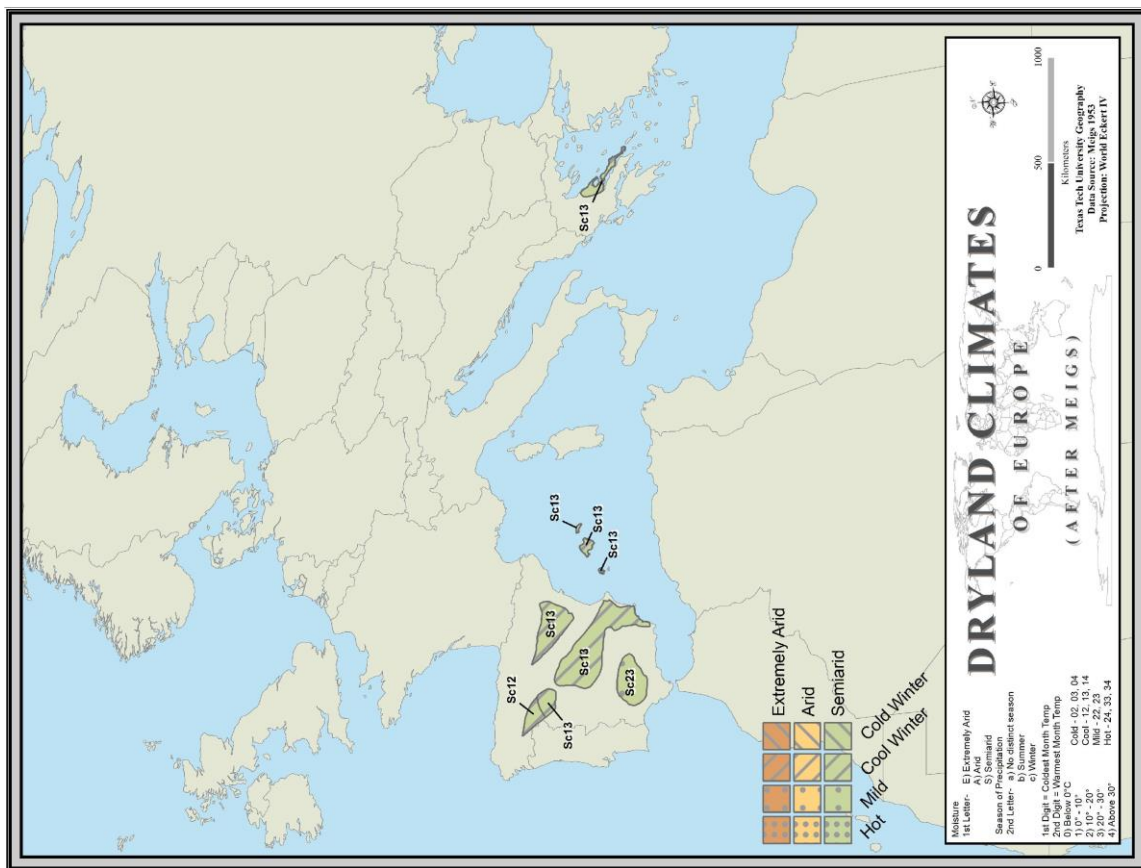 Sc12
Sc13
Sc13
Sc13
Sc23
Sc13
Sc13
Sc13
Sc13
Extremely Arid
Arid
Semiarid
Hot
Mild
Cool Winter
Cold Winter
Moisture
1st Letter- E) Extremely Arid
A) Arid
S) Semiarid
Season of Precipitation
2nd Letter- a) No distinct season
b) Summer
c) Winter
1st Digit = Coldest Month Temp
2nd Digit = Warmest Month Temp
0) Below 0°C
1) 0° - 10°
2) 10° - 20°
3) 20° - 30°
4) Above 30°
Cold - 02, 03, 04
Cool - 12, 13, 14
Mild - 22, 23
Hot - 24, 33, 34
DRYLAND CLIMATES
OF EUROPE
(AFTER MEIGS)
0 500 1000
Kilometers
Texas Tech University Geography
Data Source: Meigs 1953
Projection: World Eckert IV